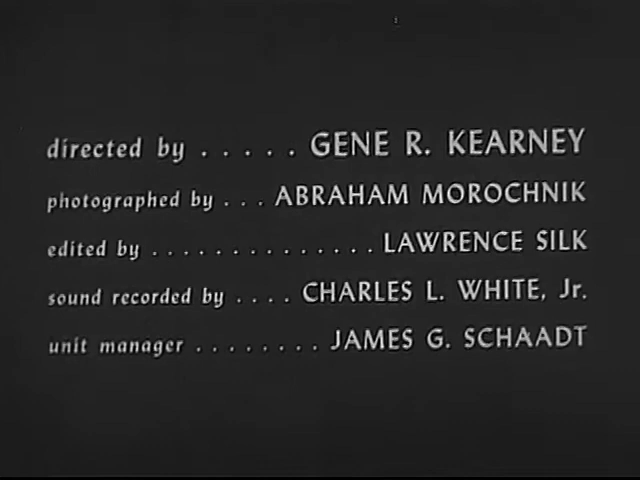 directed by ..... GENE R. KEARNEY
photographed by ... ABRAHAM MOROCHNIK
edited by .............. LAWRENCE SILK
sound recorded by .... CHARLES L. WHITE, Jr.
unit manager ........ JAMES G. SCHAADT